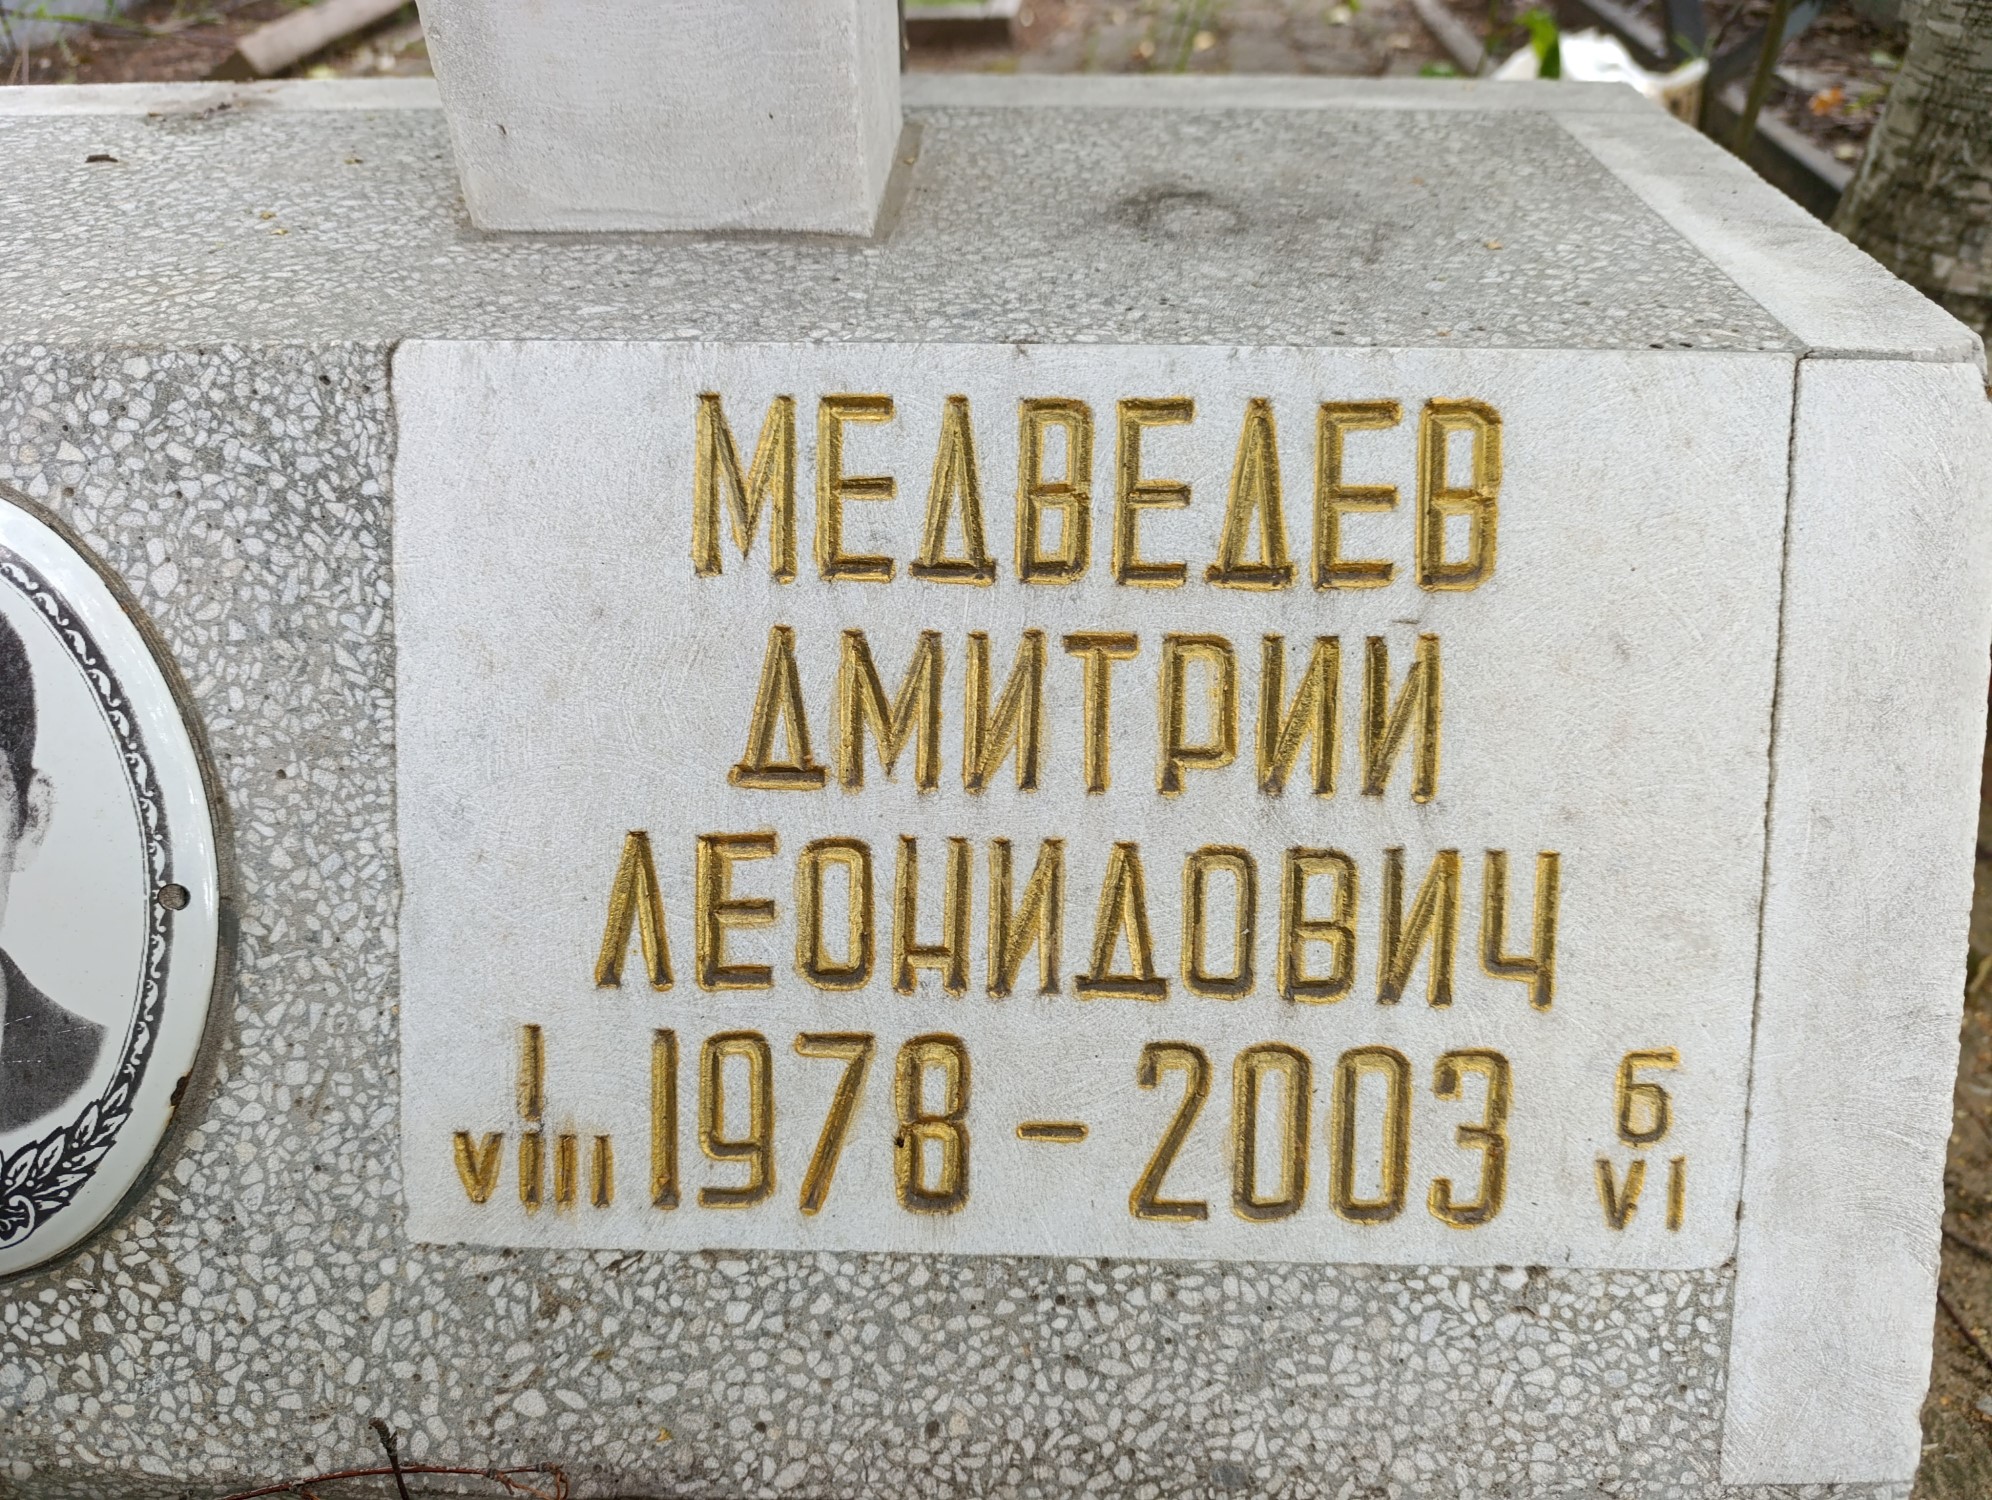 МЕДВЕДЕВ
ДМИТРИЙ
ЛЕОНИДОВИЧ
I
VIII 1978 – 2003 6
VI